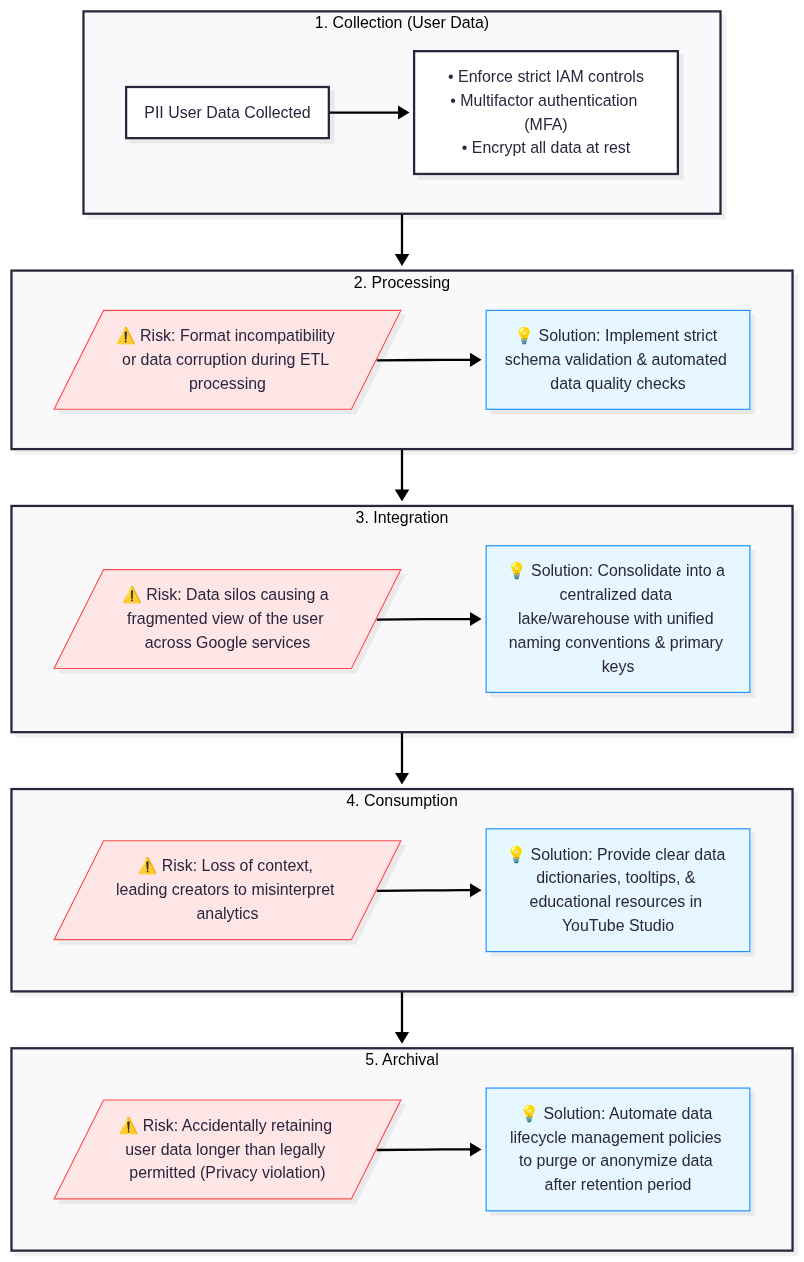 1. Collection (User Data)
PII User Data Collected
• Enforce strict IAM controls
• Multifactor authentication
(MFA)
• Encrypt all data at rest
2. Processing
⚠️ Risk: Format incompatibility
or data corruption during ETL
processing
💡 Solution: Implement strict
schema validation & automated
data quality checks
3. Integration
⚠️ Risk: Data silos causing a
fragmented view of the user
across Google services
💡 Solution: Consolidate into a
centralized data
lake/warehouse with unified
naming conventions & primary
keys
4. Consumption
⚠️ Risk: Loss of context,
leading creators to misinterpret
analytics
💡 Solution: Provide clear data
dictionaries, tooltips, &
educational resources in
YouTube Studio
5. Archival
⚠️ Risk: Accidentally retaining
user data longer than legally
permitted (Privacy violation)
💡 Solution: Automate data
lifecycle management policies
to purge or anonymize data
after retention period